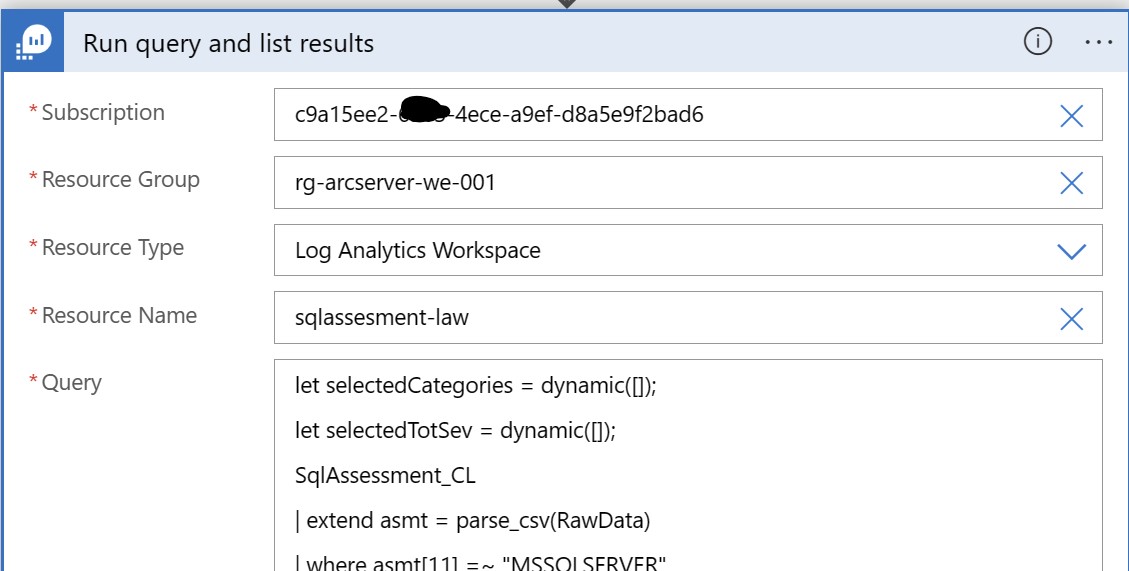 Run query and list results
* Subscription
c9a15ee2- -4ece-a9ef-d8a5e9f2bad6
* Resource Group
rg-arcserver-we-001
* Resource Type
Log Analytics Workspace
* Resource Name
sqlassesment-law
* Query
let selectedCategories = dynamic([]);
let selectedTotSev = dynamic([]);
SqlAssessment_CL
| extend asmt = parse_csv(RawData)
| where asmt[11] =~ "MSSQLSERVER"